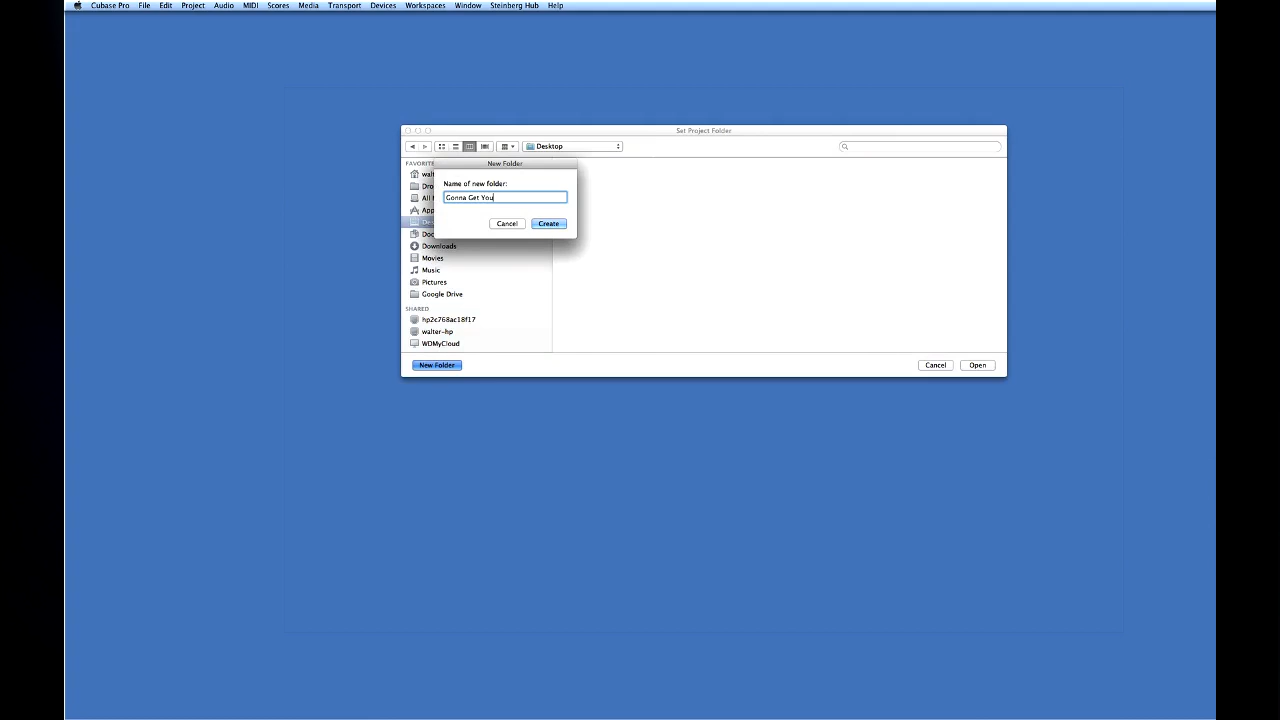 Cubase Pro File Edit Project Audio MIDI Scores Media Transport Devices Workspaces Window Steinberg Hub Help
Set Project Folder
Desktop
New Folder
Name of new folder:
Gonna Get You
Cancel Create
Downloads
Movies
Music
Pictures
Google Drive
SHARED
hp2c768ac18f17
walter-hp
WDMyCloud
New Folder Cancel Open